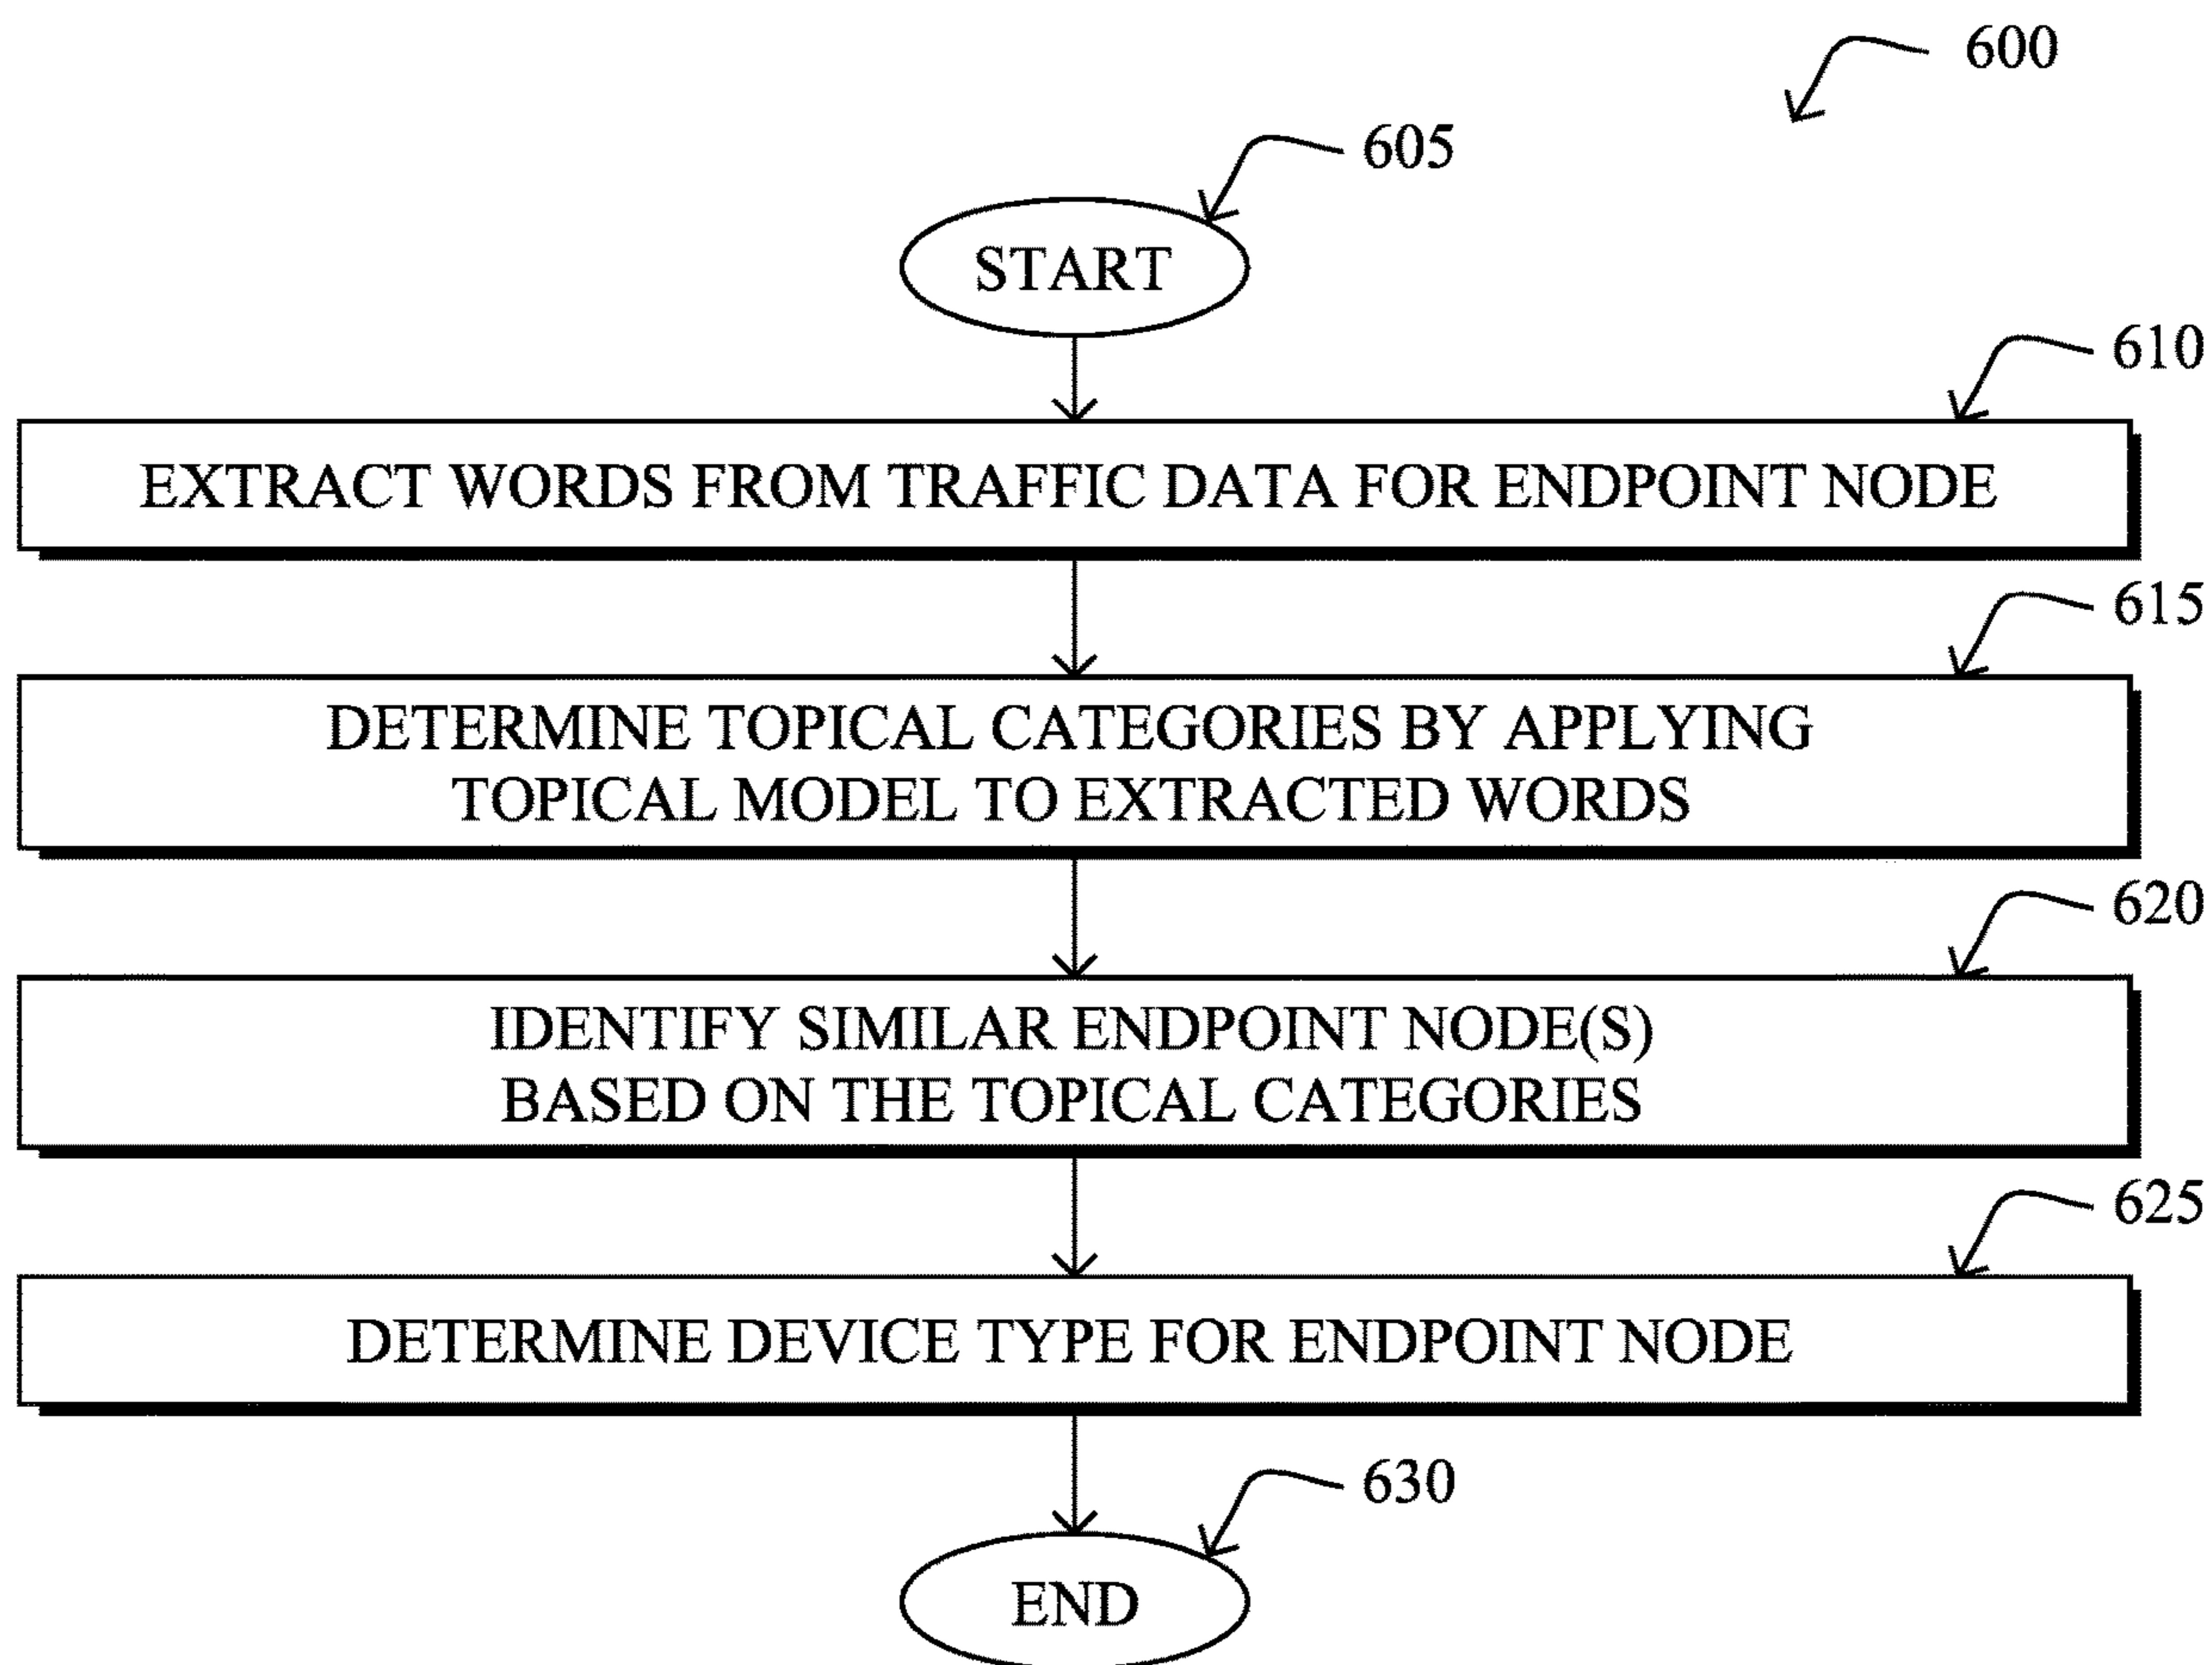 600
605
START
610
EXTRACT WORDS FROM TRAFFIC DATA FOR ENDPOINT NODE
615
DETERMINE TOPICAL CATEGORIES BY APPLYING
TOPICAL MODEL TO EXTRACTED WORDS
620
IDENTIFY SIMILAR ENDPOINT NODE(S)
BASED ON THE TOPICAL CATEGORIES
625
DETERMINE DEVICE TYPE FOR ENDPOINT NODE
630
END